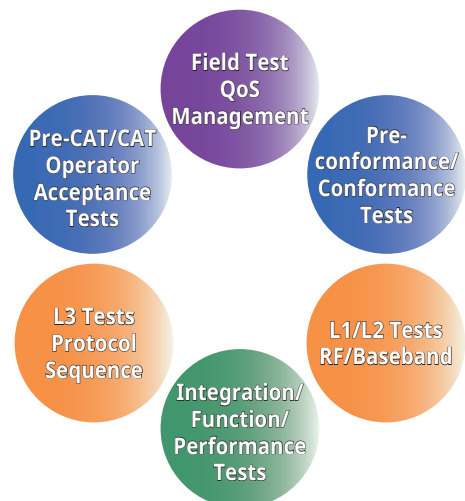 Field Test
QoS
Management
Pre-CAT/CAT
Operator
Acceptance
Tests
Pre-
conformance/
Conformance
Tests
L3 Tests
Protocol
Sequence
L1/L2 Tests
RF/Baseband
Integration/
Function/
Performance
Tests